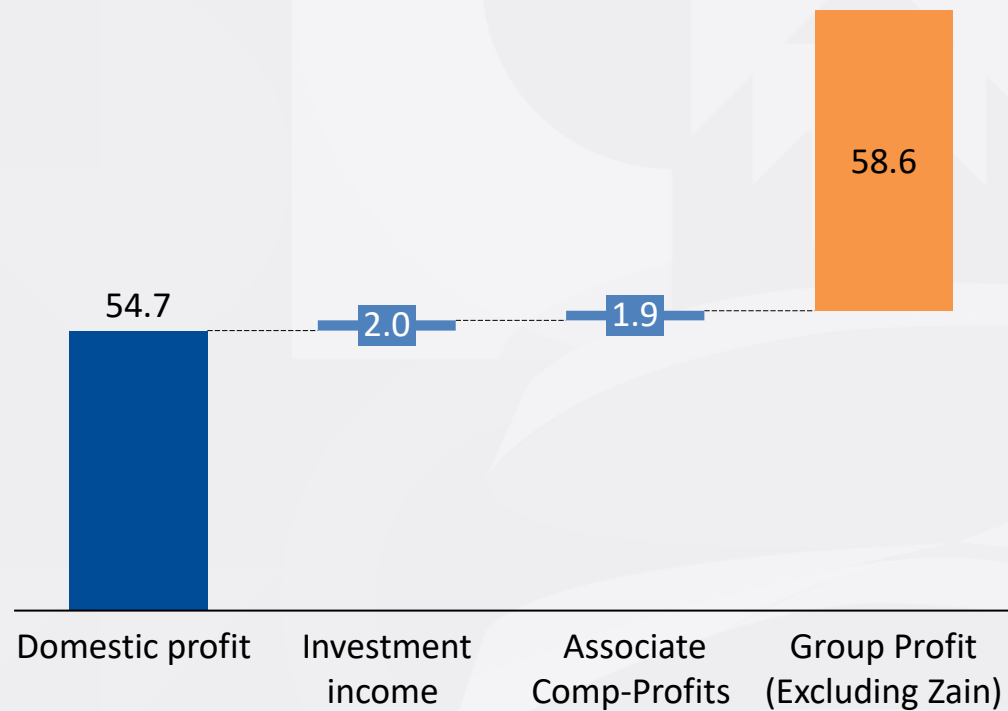 58.6
54.7
2.0
1.9
Domestic profit
Investment
income
Associate
Comp-Profits
Group Profit
(Excluding Zain)